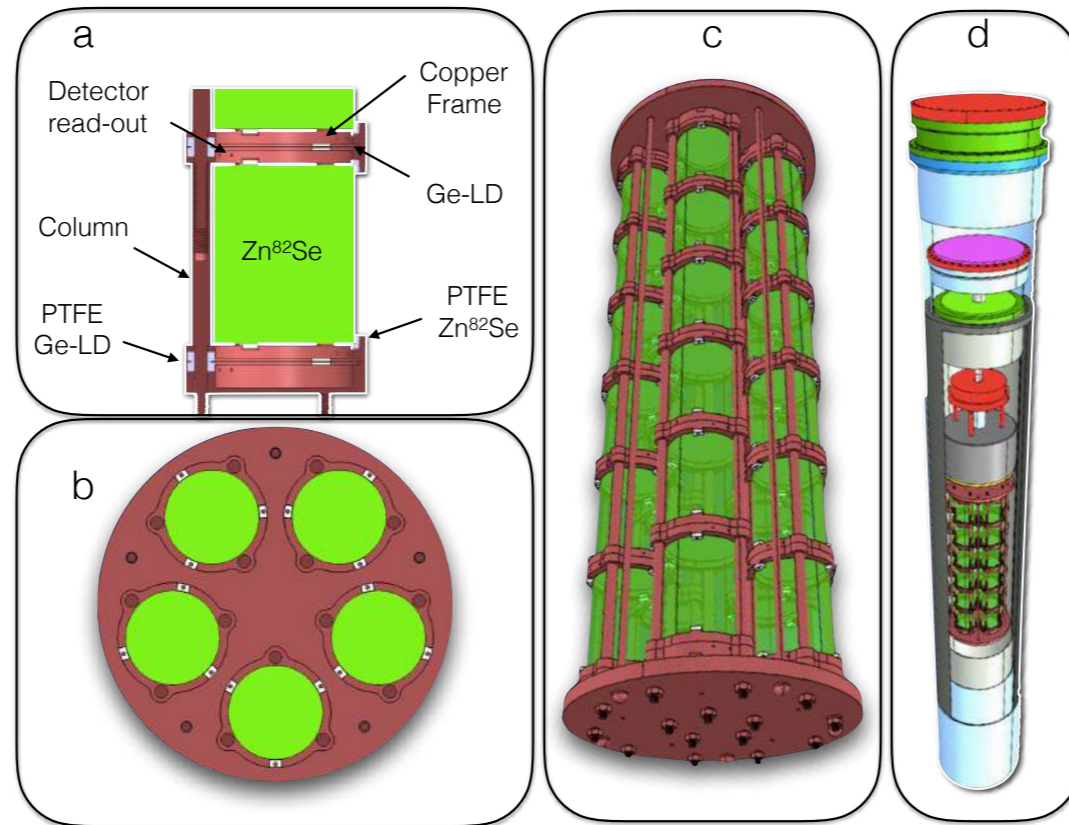 a
Detector
read-out
Copper
Frame
Ge-LD
Column
Zn⁸²Se
PTFE
Ge-LD
PTFE
Zn⁸²Se
b
c
d